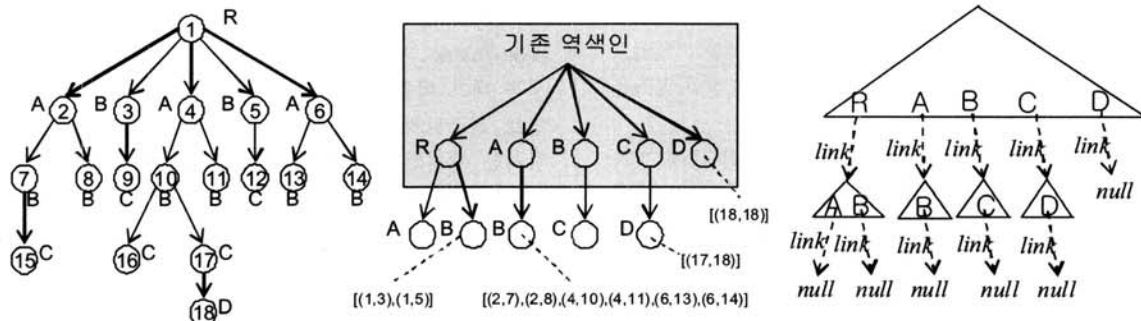 R
1
A 2 B 3 A 4 B 5 A 6
7 8 9 10 11 12 13 14
B B C B B C B B
15 C 16 C 17 C
18 D
기존 역색인
R A B C D
[(18,18)]
A B B C D
[(17,18)]
[(1,3),(1,5)] [(2,7),(2,8),(4,10),(4,11),(6,13),(6,14)]
R A B C D
link link link link link
null
A B B C D
link link link link link
null null null null null